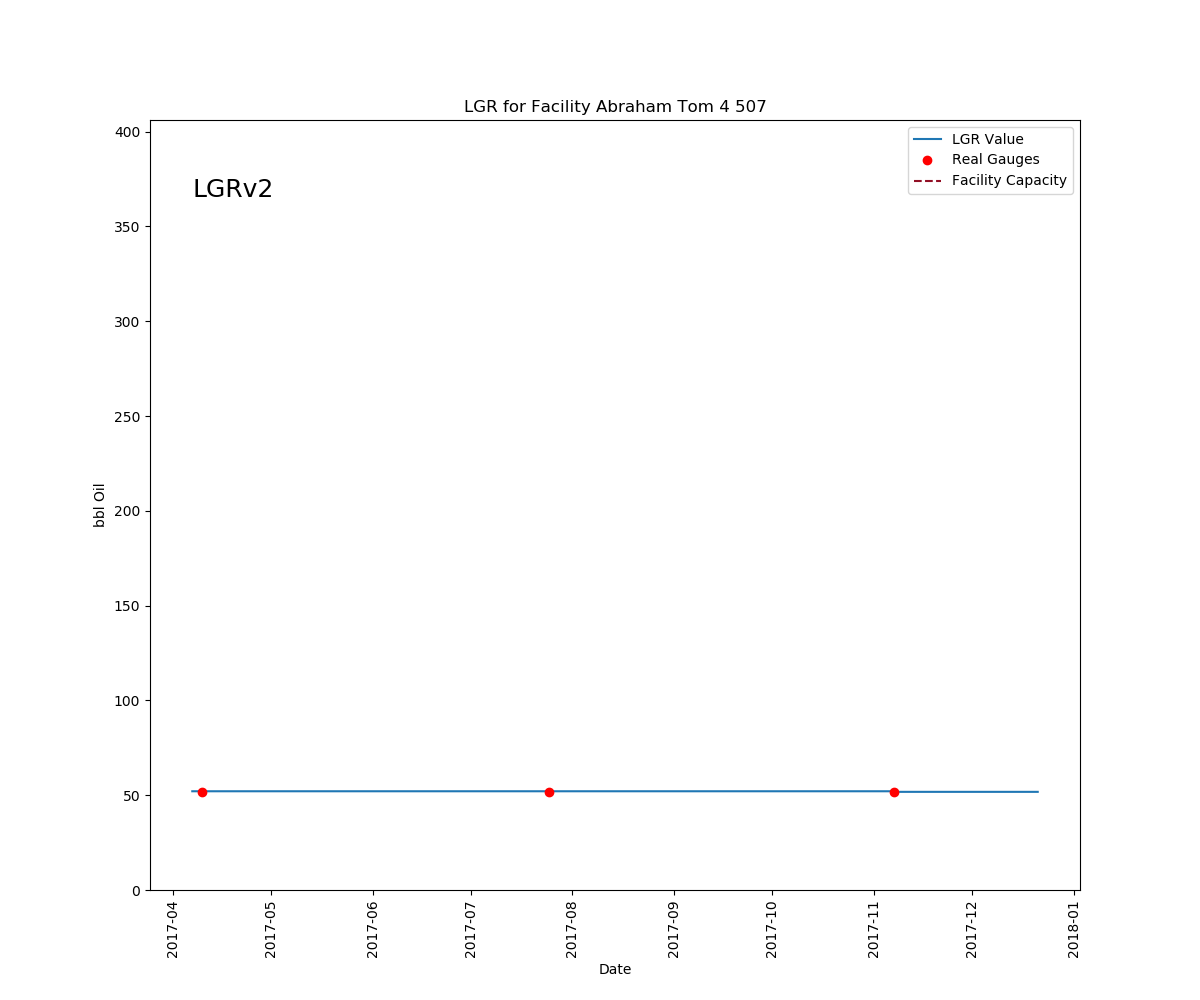 LGR for Facility Abraham Tom 4 507
LGRv2
LGR Value
Real Gauges
Facility Capacity
400
350
300
250
200
150
100
50
0
bbl Oil
2017-04
2017-05
2017-06
2017-07
2017-08
2017-09
2017-10
2017-11
2017-12
2018-01
Date